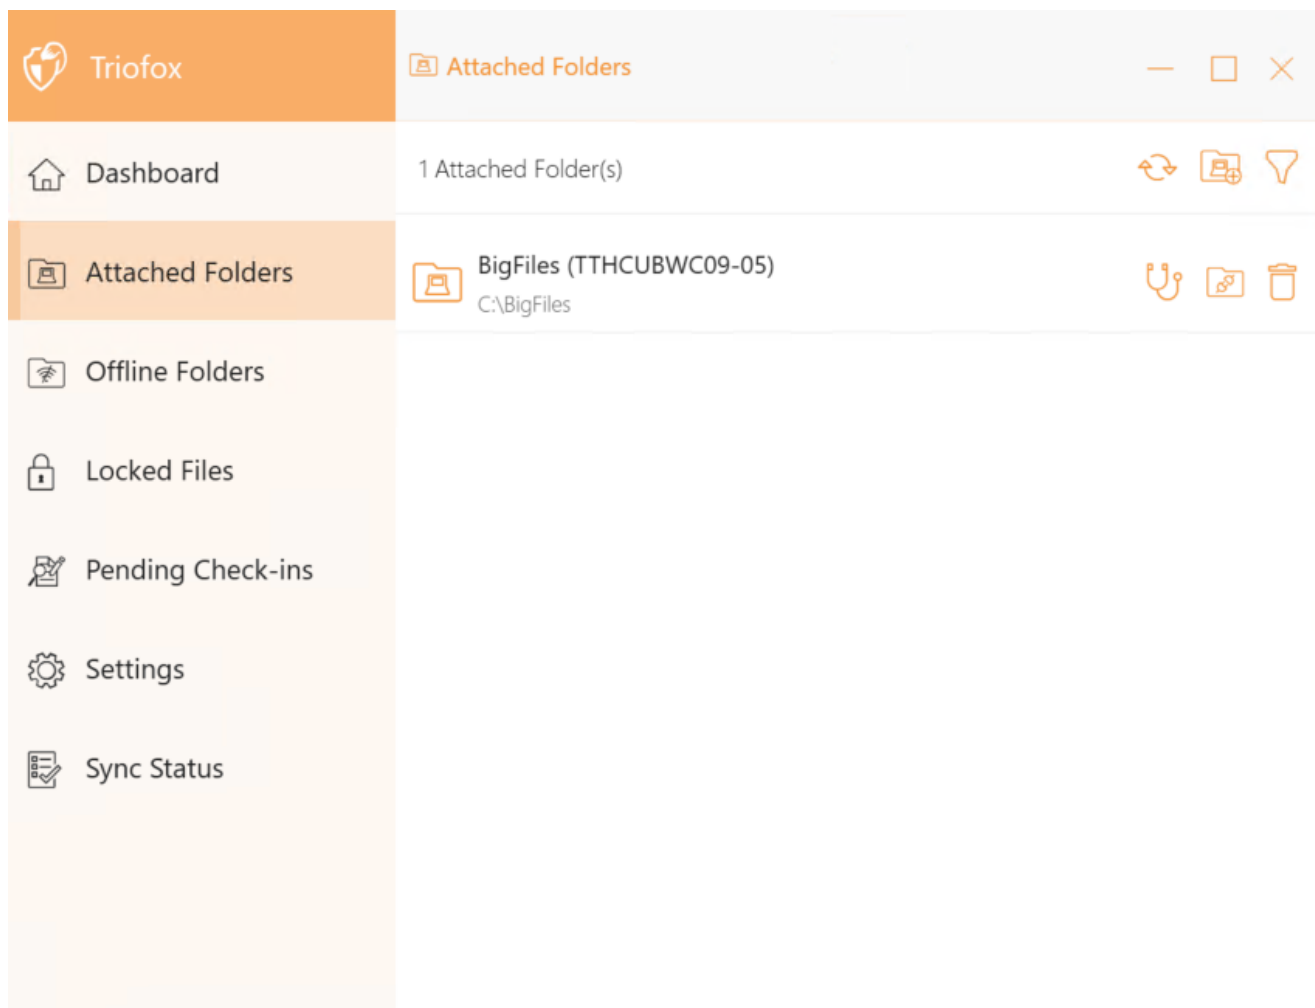 Triofox
Attached Folders
Dashboard
1 Attached Folder(s)
Attached Folders
BigFiles (TTHCUBWC09-05)
C:\BigFiles
Offline Folders
Locked Files
Pending Check-ins
Settings
Sync Status